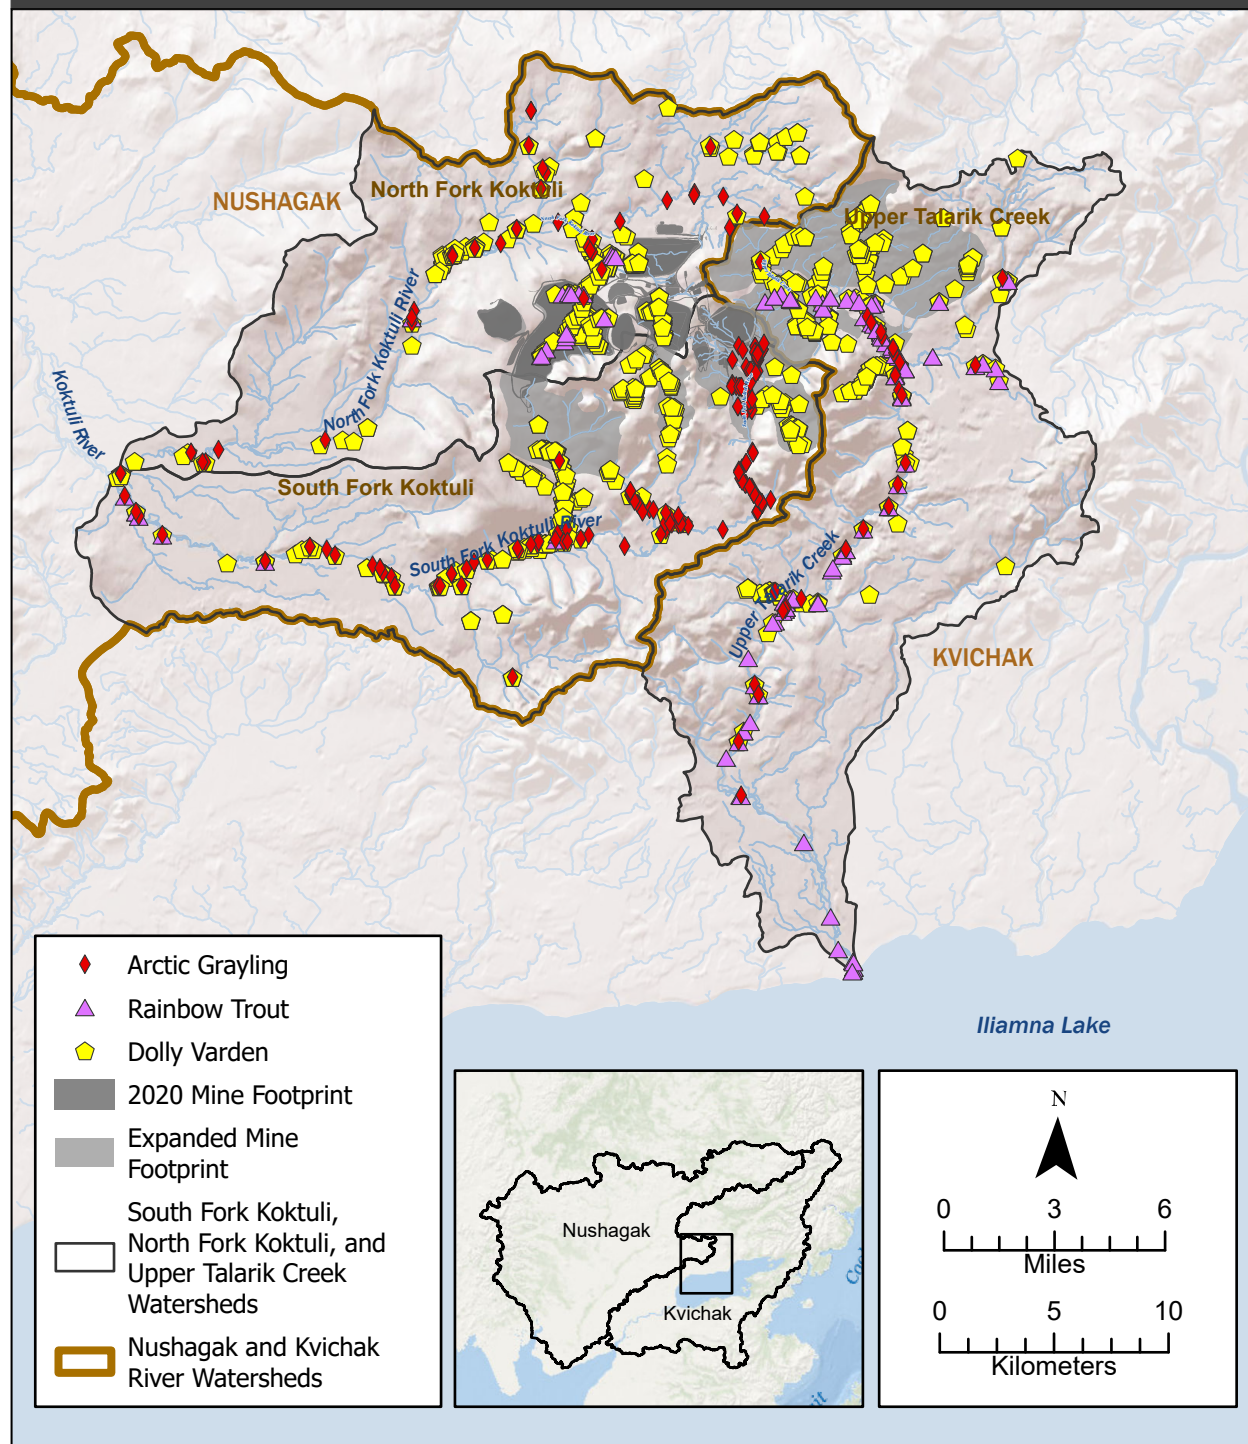 NUSHAGAK
North Fork Koktuli
Upper Talarik Creek
North Fork Koktuli River
Koktuli River
South Fork Koktuli
South Fork Koktuli River
Upper Talarik Creek
KVICHAK
Iliamna Lake
Arctic Grayling
Rainbow Trout
Dolly Varden
2020 Mine Footprint
Expanded Mine
Footprint
South Fork Koktuli,
North Fork Koktuli, and
Upper Talarik Creek
Watersheds
Nushagak and Kvichak
River Watersheds
Nushagak
Kvichak
N
0 3 6
Miles
0 5 10
Kilometers